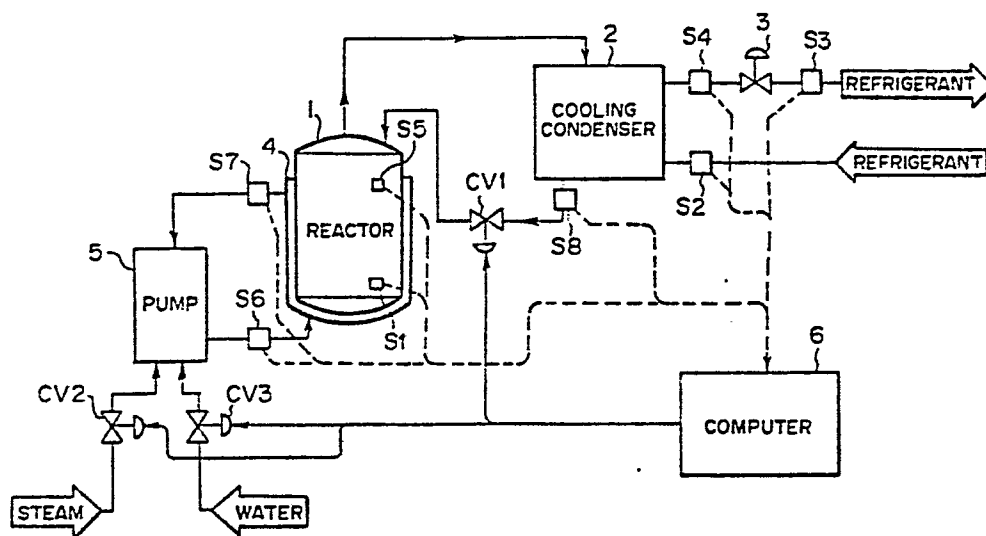 2
S4
3
S3
REFRIGERANT
COOLING
CONDENSER
1
S5
4
S7
CV1
S2
REFRIGERANT
REACTOR
S8
5
PUMP
S6
S1
6
CV2
CV3
COMPUTER
STEAM
WATER